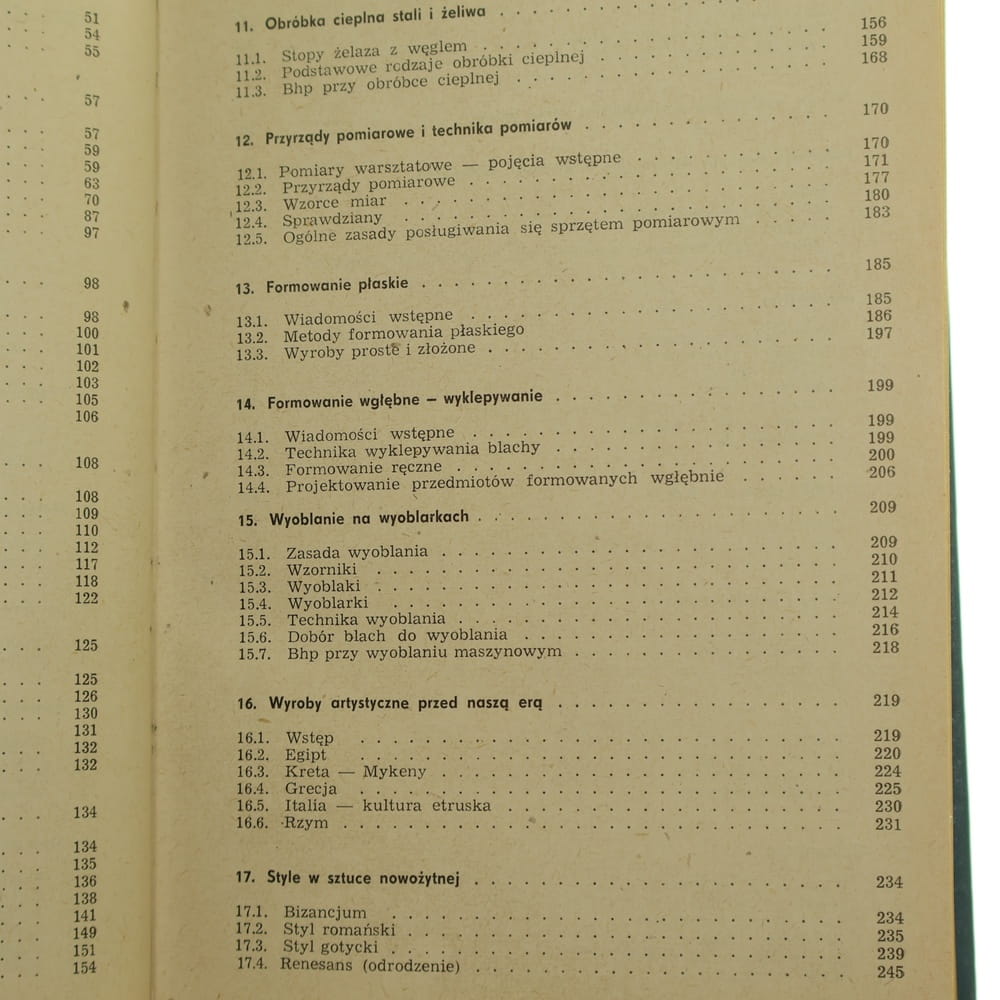 51
54
55
57
57
59
59
63
70
87
97
98
98
100
101
102
103
105
106
108
108
109
110
112
117
118
122
125
125
126
130
131
132
132
134
134
135
136
138
141
149
151
154
11. Obróbka cieplna stali i żeliwa . . . . . . . . . . . . . . .
11.1. Stopy żelaza z węglem . . . . . . . . . . . . . . . 156
11.2. Podstawowe rodzaje obróbki cieplnej . . . . . . . . . . 159
11.3. Bhp przy obróbce cieplnej . . . . . . . . . . . . . . 168
12. Przyrządy pomiarowe i technika pomiarów . . . . . . . . . . . 170
12.1. Pomiary warsztatowe — pojęcia wstępne . . . . . . . . . 170
12.2. Przyrządy pomiarowe . . . . . . . . . . . . . . . . 171
12.3. Wzorce miar . . . . . . . . . . . . . . . . . . . 177
12.4. Sprawdziany . . . . . . . . . . . . . . . . . . . 180
12.5. Ogólne zasady posługiwania się sprzętem pomiarowym . . . . . 183
13. Formowanie płaskie . . . . . . . . . . . . . . . . . . . 185
13.1. Wiadomości wstępne . . . . . . . . . . . . . . . . 185
13.2. Metody formowania płaskiego . . . . . . . . . . . . . 186
13.3. Wyroby proste i złożone . . . . . . . . . . . . . . . 197
14. Formowanie wgłębne – wyklepywanie . . . . . . . . . . . . . 199
14.1. Wiadomości wstępne . . . . . . . . . . . . . . . . 199
14.2. Technika wyklepywania blachy . . . . . . . . . . . . . 199
14.3. Formowanie ręczne . . . . . . . . . . . . . . . . . 200
14.4. Projektowanie przedmiotów formowanych wgłębnie . . . . . . 206
15. Wyoblanie na wyoblarkach . . . . . . . . . . . . . . . . 209
15.1. Zasada wyoblania . . . . . . . . . . . . . . . . . . 209
15.2. Wzorniki . . . . . . . . . . . . . . . . . . . . . 210
15.3. Wyoblaki . . . . . . . . . . . . . . . . . . . . . 211
15.4. Wyoblarki . . . . . . . . . . . . . . . . . . . . 212
15.5. Technika wyoblania . . . . . . . . . . . . . . . . . 214
15.6. Dobór blach do wyoblania . . . . . . . . . . . . . . 216
15.7. Bhp przy wyoblaniu maszynowym . . . . . . . . . . . . 218
16. Wyroby artystyczne przed naszą erą . . . . . . . . . . . . . 219
16.1. Wstęp . . . . . . . . . . . . . . . . . . . . . . 219
16.2. Egipt . . . . . . . . . . . . . . . . . . . . . . 220
16.3. Kreta — Mykeny . . . . . . . . . . . . . . . . . . 224
16.4. Grecja . . . . . . . . . . . . . . . . . . . . . . 225
16.5. Italia — kultura etruska . . . . . . . . . . . . . . . 230
16.6. Rzym . . . . . . . . . . . . . . . . . . . . . . . 231
17. Style w sztuce nowożytnej . . . . . . . . . . . . . . . . . 234
17.1. Bizancjum . . . . . . . . . . . . . . . . . . . . 234
17.2. Styl romański . . . . . . . . . . . . . . . . . . . 235
17.3. Styl gotycki . . . . . . . . . . . . . . . . . . . . 239
17.4. Renesans (odrodzenie) . . . . . . . . . . . . . . . . 245